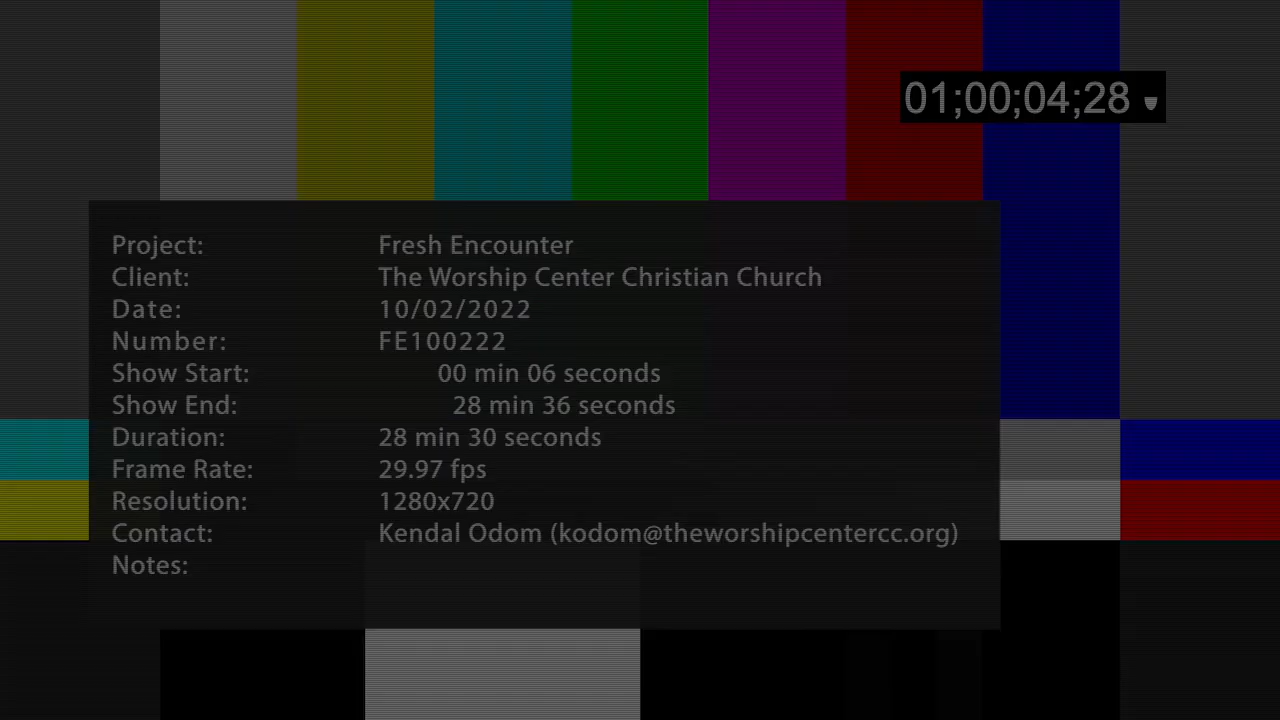 01;00;04;28
Project: Fresh Encounter
Client: The Worship Center Christian Church
Date: 10/02/2022
Number: FE100222
Show Start: 00 min 06 seconds
Show End: 28 min 36 seconds
Duration: 28 min 30 seconds
Frame Rate: 29.97 fps
Resolution: 1280x720
Contact: Kendal Odom (kodom@theworshipcentercc.org)
Notes: